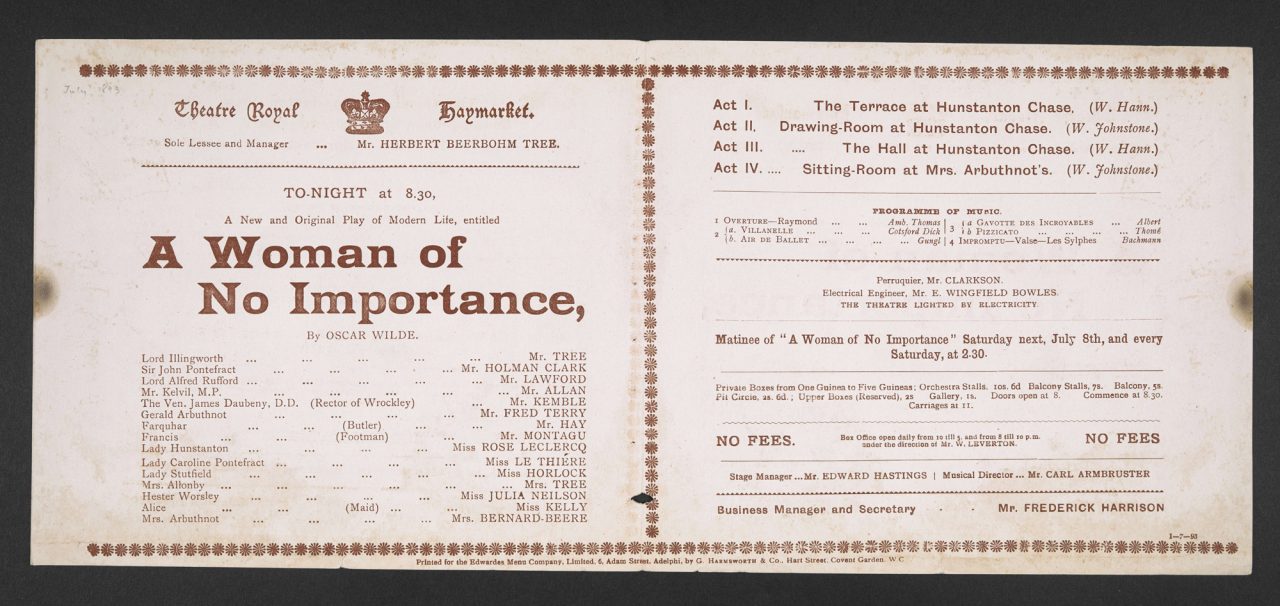 July 1893
Theatre Royal Haymarket.
Sole Lessee and Manager ... Mr. HERBERT BEERBOHM TREE.
TO-NIGHT at 8.30,
A New and Original Play of Modern Life, entitled
A Woman of
No Importance,
By OSCAR WILDE.
Lord Illingworth ... ... ... ... ... Mr. TREE
Sir John Pontefract ... ... ... ... Mr. HOLMAN CLARK
Lord Alfred Rufford ... ... ... ... ... Mr. LAWFORD
Mr. Kelvil, M.P. ... ... ... ... ... Mr. ALLAN
The Ven. James Daubeny, D.D. (Rector of Wrockley) ... Mr. KEMBLE
Gerald Arbuthnot ... ... ... ... Mr. FRED TERRY
Farquhar ... ... (Butler) ... ... Mr. HAY
Francis ... ... (Footman) ... Mr. MONTAGU
Lady Hunstanton ... ... ... ... Miss ROSE LECLERCQ
Lady Caroline Pontefract ... ... ... ... Miss LE THIÉRE
Lady Stutfield ... ... ... ... Miss HORLOCK
Mrs. Allonby ... ... ... ... ... Mrs. TREE
Hester Worsley ... ... ... ... Miss JULIA NEILSON
Alice ... ... (Maid) ... ... Miss KELLY
Mrs. Arbuthnot ... ... ... ... Mrs. BERNARD-BEERE
Act I. The Terrace at Hunstanton Chase. (W. Hann.)
Act II. Drawing-Room at Hunstanton Chase. (W. Johnstone.)
Act III. .... The Hall at Hunstanton Chase. (W. Hann.)
Act IV. .... Sitting-Room at Mrs. Arbuthnot's. (W. Johnstone.)
PROGRAMME OF MUSIC.
1 OVERTURE—Raymond ... ... Amb. Thomas
2 {a. VILLANELLE ... ... ... Cotsford Dick
{b. AIR DE BALLET ... ... ... ... Gungl
3 {a GAVOTTE DES INCROYABLES ... Albert
{b PIZZICATO ... ... ... ... Thomé
4 IMPROMPTU—Valse—Les Sylphes Bachmann
Perruquier, Mr. CLARKSON.
Electrical Engineer, Mr. E. WINGFIELD BOWLES.
THE THEATRE LIGHTED BY ELECTRICITY.
Matinee of "A Woman of No Importance" Saturday next, July 8th, and every
Saturday, at 2-30.
Private Boxes from One Guinea to Five Guineas; Orchestra Stalls, 10s. 6d Balcony Stalls, 7s. Balcony, 5s.
Pit Circle, 2s. 6d.; Upper Boxes (Reserved), 2s Gallery, 1s. Doors open at 8. Commence at 8.30.
Carriages at 11.
NO FEES. Box Office open daily from 10 till 5, and from 8 till 10 p.m. NO FEES
under the direction of Mr. W. LEVERTON.
Stage Manager ... Mr. EDWARD HASTINGS | Musical Director ... Mr. CARL ARMBRUSTER
Business Manager and Secretary - - Mr. FREDERICK HARRISON
1—7—93
Printed for the Edwardes Menu Company, Limited, 6, Adam Street, Adelphi, by G. HARMSWORTH & Co., Hart Street, Covent Garden, W C